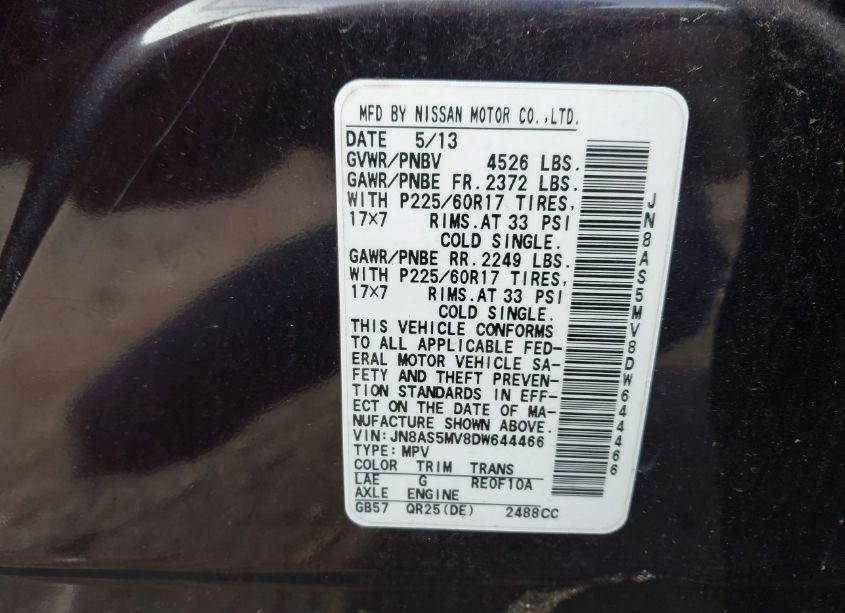 MFD BY NISSAN MOTOR CO.,LTD.
DATE 5/13
GVWR/PNBV 4526 LBS.
GAWR/PNBE FR. 2372 LBS.
WITH P225/60R17 TIRES,
17×7 RIMS.AT 33 PSI
COLD SINGLE.
GAWR/PNBE RR. 2249 LBS.
WITH P225/60R17 TIRES,
17×7 RIMS.AT 33 PSI
COLD SINGLE.
THIS VEHICLE CONFORMS
TO ALL APPLICABLE FED-
ERAL MOTOR VEHICLE SA-
FETY AND THEFT PREVEN-
TION STANDARDS IN EFF-
ECT ON THE DATE OF MA-
NUFACTURE SHOWN ABOVE.
VIN: JN8AS5MV8DW644466
TYPE: MPV
COLOR TRIM TRANS
LAE G RE0F10A
AXLE ENGINE
GB57 QR25(DE) 2488CC
JN8AS5MV8DW644466